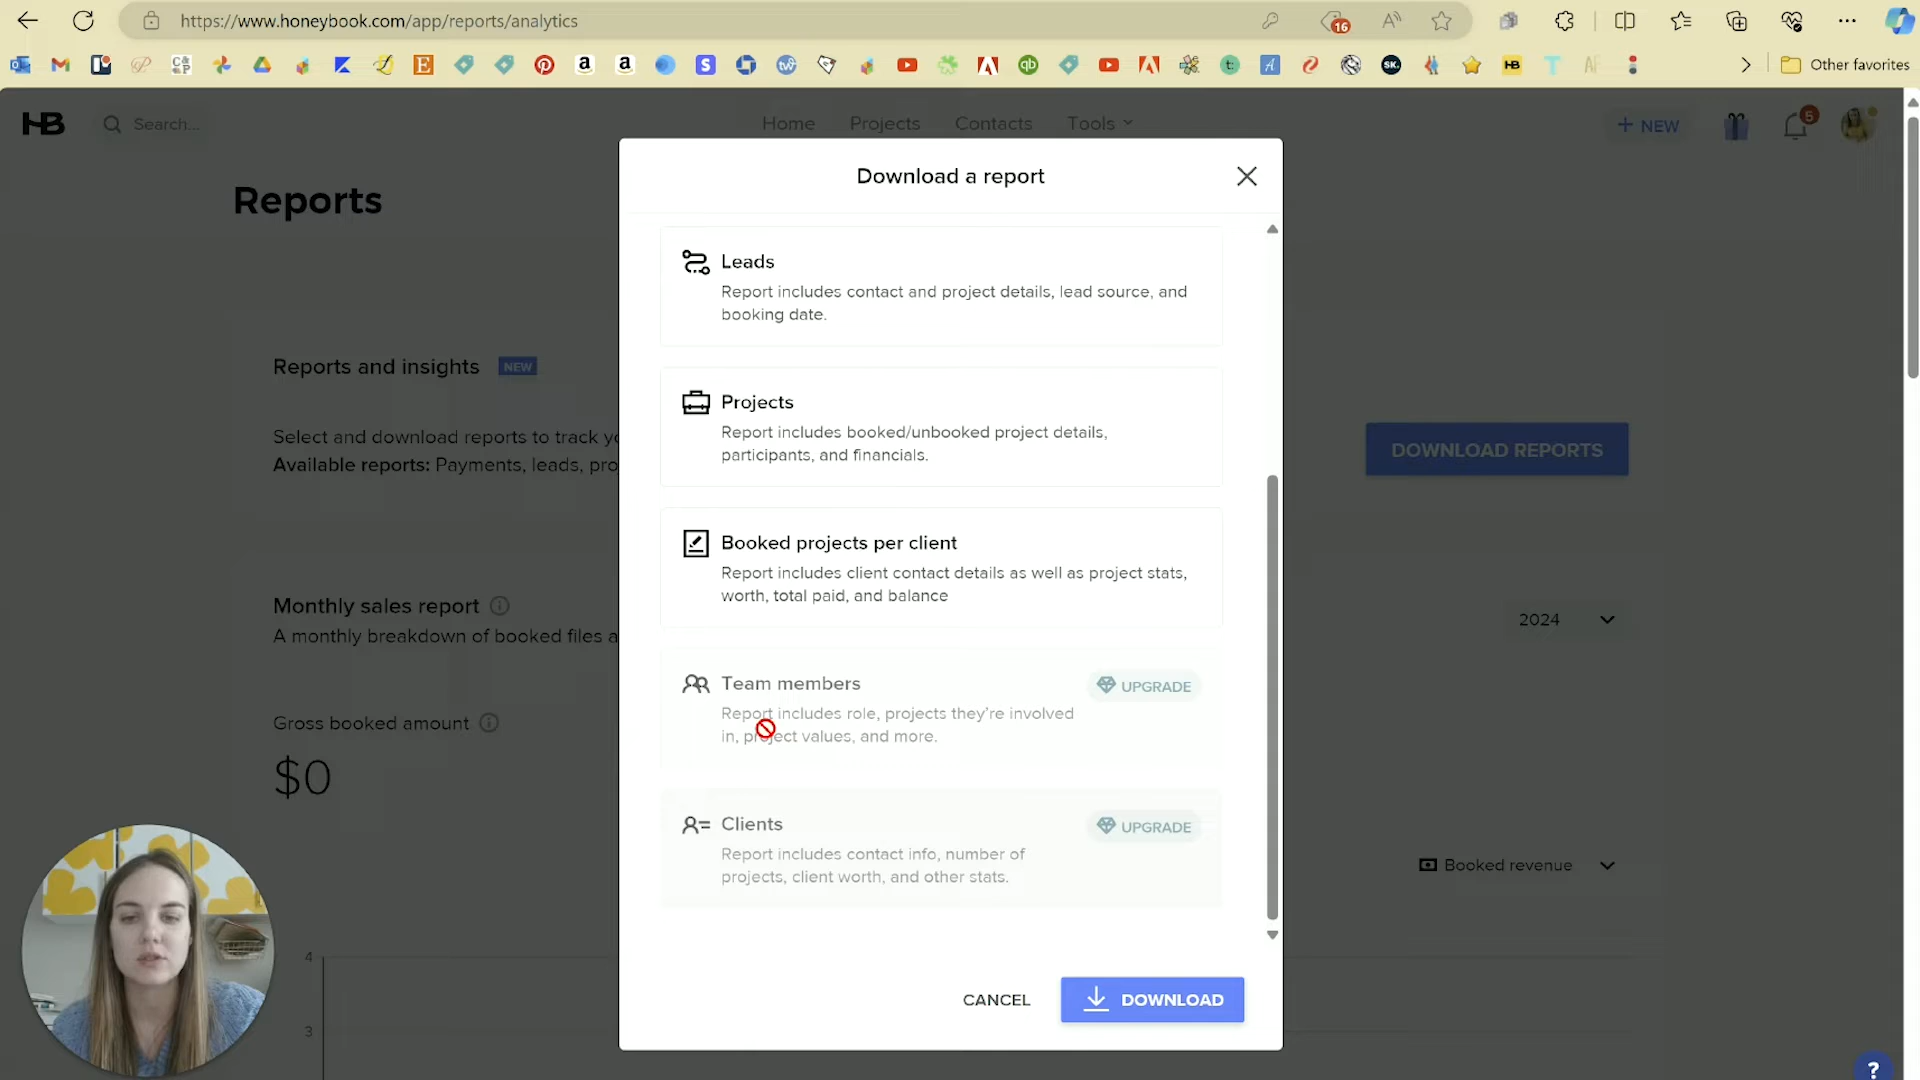 https://www.honeybook.com/app/reports/analytics
16
Other favorites
HB
Search...
Home
Projects
Contacts
Tools
+ NEW
5
Reports
Download a report
Leads
Report includes contact and project details, lead source, and
booking date.
Reports and insights NEW
Projects
Report includes booked/unbooked project details,
participants, and financials.
Select and download reports to track yo
Available reports: Payments, leads, pro
DOWNLOAD REPORTS
Booked projects per client
Report includes client contact details as well as project stats,
worth, total paid, and balance
Monthly sales report
A monthly breakdown of booked files a
2024
Team members
UPGRADE
Report includes role, projects they're involved
in, project values, and more.
Gross booked amount
$0
Clients
UPGRADE
Report includes contact info, number of
projects, client worth, and other stats.
Booked revenue
4
3
CANCEL
DOWNLOAD
?